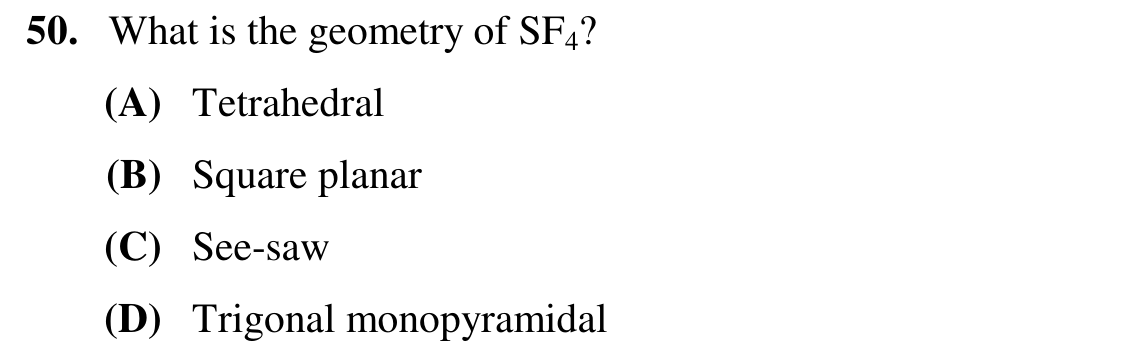 50. What is the geometry of SF₄?
(A) Tetrahedral
(B) Square planar
(C) See-saw
(D) Trigonal monopyramidal